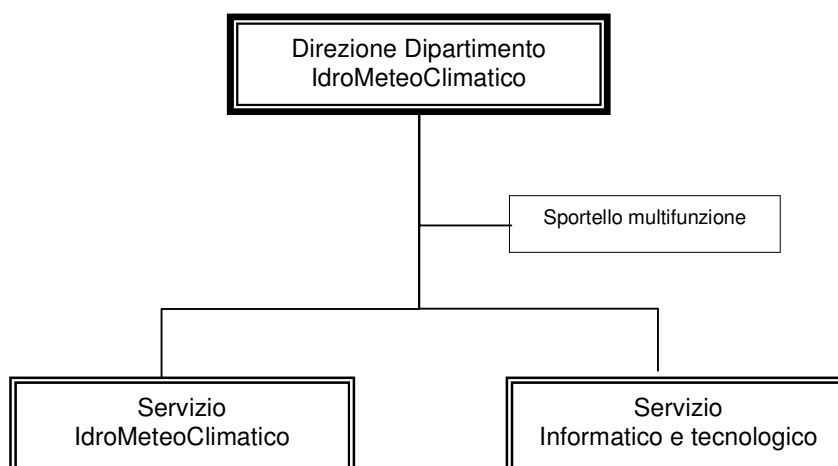 Direzione Dipartimento
IdroMeteoClimatico
Sportello multifunzione
Servizio
IdroMeteoClimatico
Servizio
Informatico e tecnologico